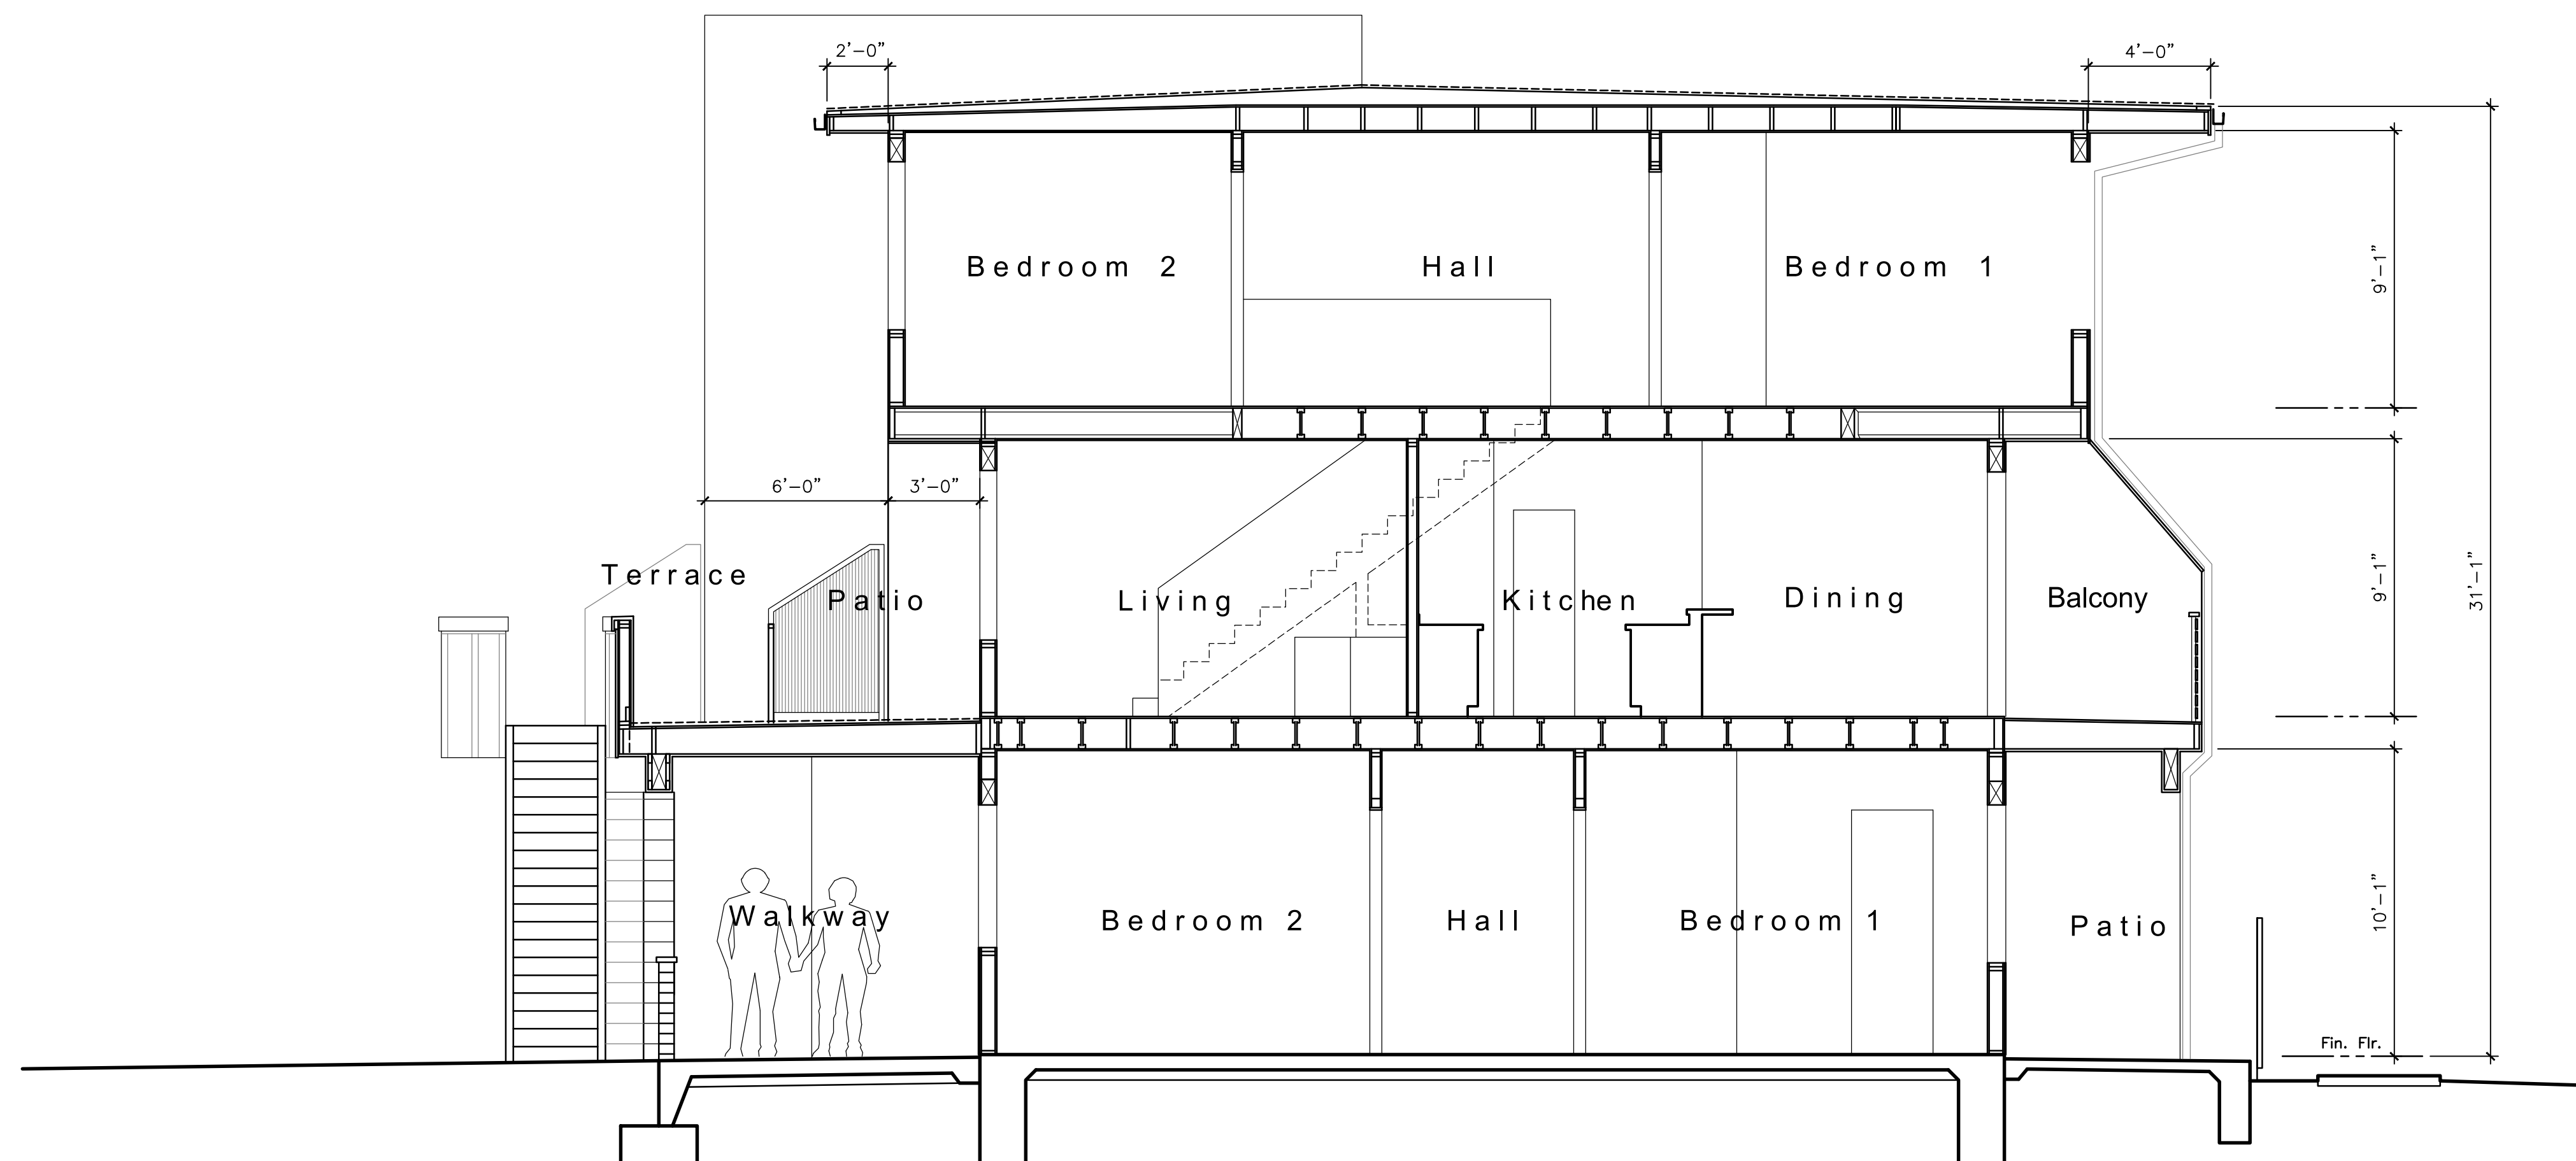 2'-0"
4'-0"
Bedroom 2
Hall
Bedroom 1
9'-1"
6'-0"
3'-0"
Terrace
Patio
Living
Kitchen
Dining
Balcony
9'-1"
31'-1"
Walkway
Bedroom 2
Hall
Bedroom 1
Patio
10'-1"
Fin. Flr.